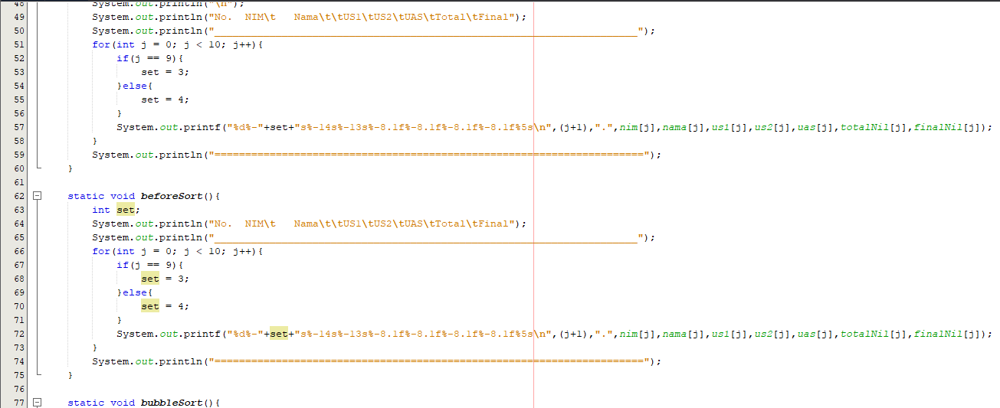 48 System.out.println("\n");
49 System.out.println("No.  NIM\t   Nama\t\tUS1\tUS2\tUAS\tTotal\tFinal");
50 System.out.println("_____________________________________________________________________");
51 for(int j = 0; j < 10; j++){
52 if(j == 9){
53 set = 3;
54 }else{
55 set = 4;
56 }
57 System.out.printf("%d%-"+set+"s%-14s%-13s%-8.1f%-8.1f%-8.1f%-8.1f%5s\n",(j+1),".",nim[j],nama[j],us1[j],us2[j],uas[j],totalNil[j],finalNil[j]);
58 }
59 System.out.println("======================================================================");
60 }
61
62 static void beforeSort(){
63 int set;
64 System.out.println("No.  NIM\t   Nama\t\tUS1\tUS2\tUAS\tTotal\tFinal");
65 System.out.println("_____________________________________________________________________");
66 for(int j = 0; j < 10; j++){
67 if(j == 9){
68 set = 3;
69 }else{
70 set = 4;
71 }
72 System.out.printf("%d%-"+set+"s%-14s%-13s%-8.1f%-8.1f%-8.1f%-8.1f%5s\n",(j+1),".",nim[j],nama[j],us1[j],us2[j],uas[j],totalNil[j],finalNil[j]);
73 }
74 System.out.println("======================================================================");
75 }
76
77 static void bubbleSort(){